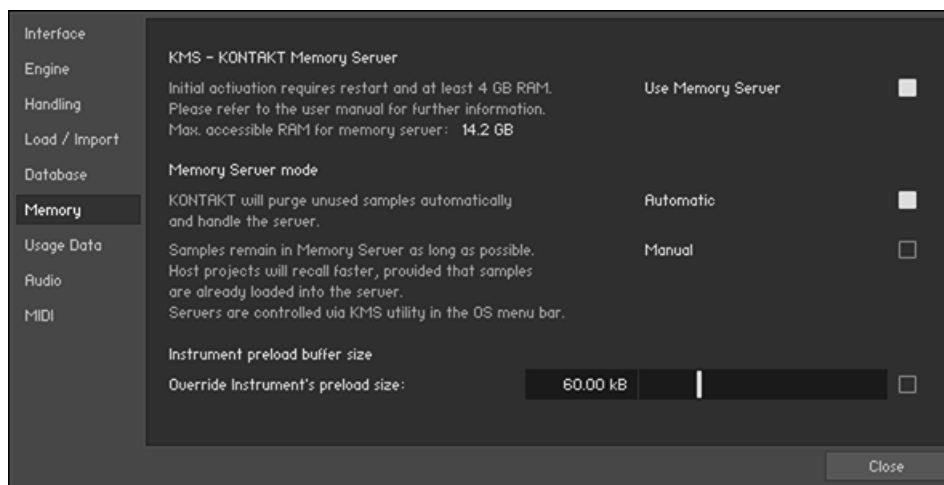 Interface
Engine
Handling
Load / Import
Database
Memory
Usage Data
Audio
MIDI
KMS - KONTAKT Memory Server
Initial activation requires restart and at least 4 GB RAM.
Please refer to the user manual for further information.
Max. accessible RAM for memory server: 14.2 GB
Use Memory Server
Memory Server mode
KONTAKT will purge unused samples automatically
and handle the server.
Automatic
Samples remain in Memory Server as long as possible.
Host projects will recall faster, provided that samples
are already loaded into the server.
Servers are controlled via KMS utility in the OS menu bar.
Manual
Instrument preload buffer size
Override Instrument's preload size: 60.00 kB
Close